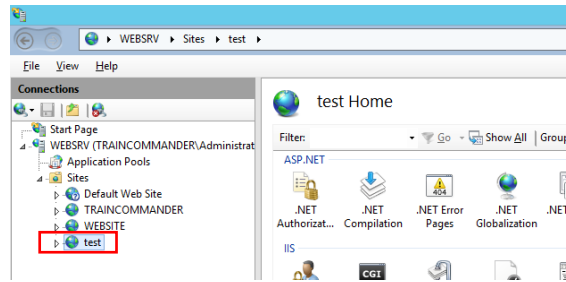 WEBSRV ▸ Sites ▸ test ▸
File View Help
Connections
Start Page
WEBSRV (TRAINCOMMANDER\Administrat
Application Pools
Sites
Default Web Site
TRAINCOMMANDER
WEBSITE
test
test Home
Filter: Go Show All Group
ASP.NET
.NET Authorizat...
.NET Compilation
.NET Error Pages
.NET Globalization
.NET
IIS
404
CGI